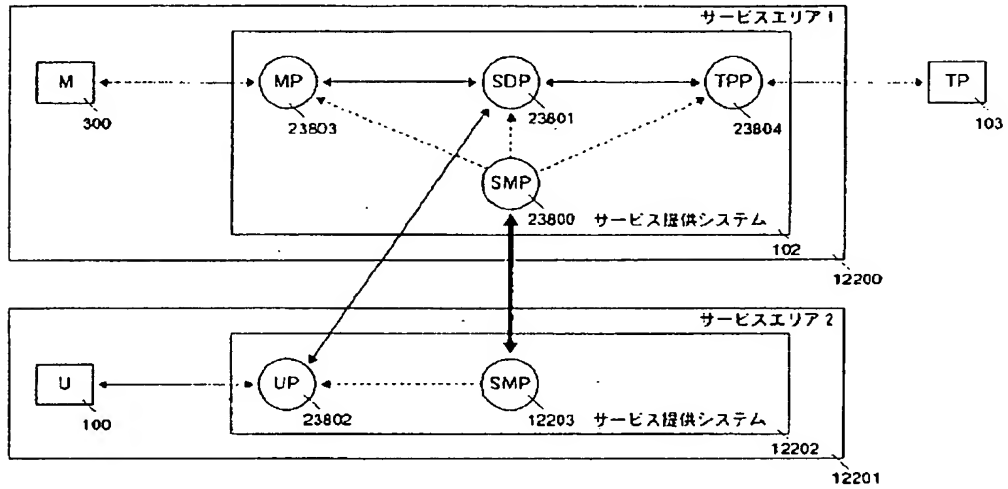 サービスエリア 1
M
MP
SDP
TPP
TP
300
23803
23801
23804
103
SMP
23800
サービス提供システム
102
12200
サービスエリア 2
U
UP
SMP
100
23802
12203
サービス提供システム
12202
12201